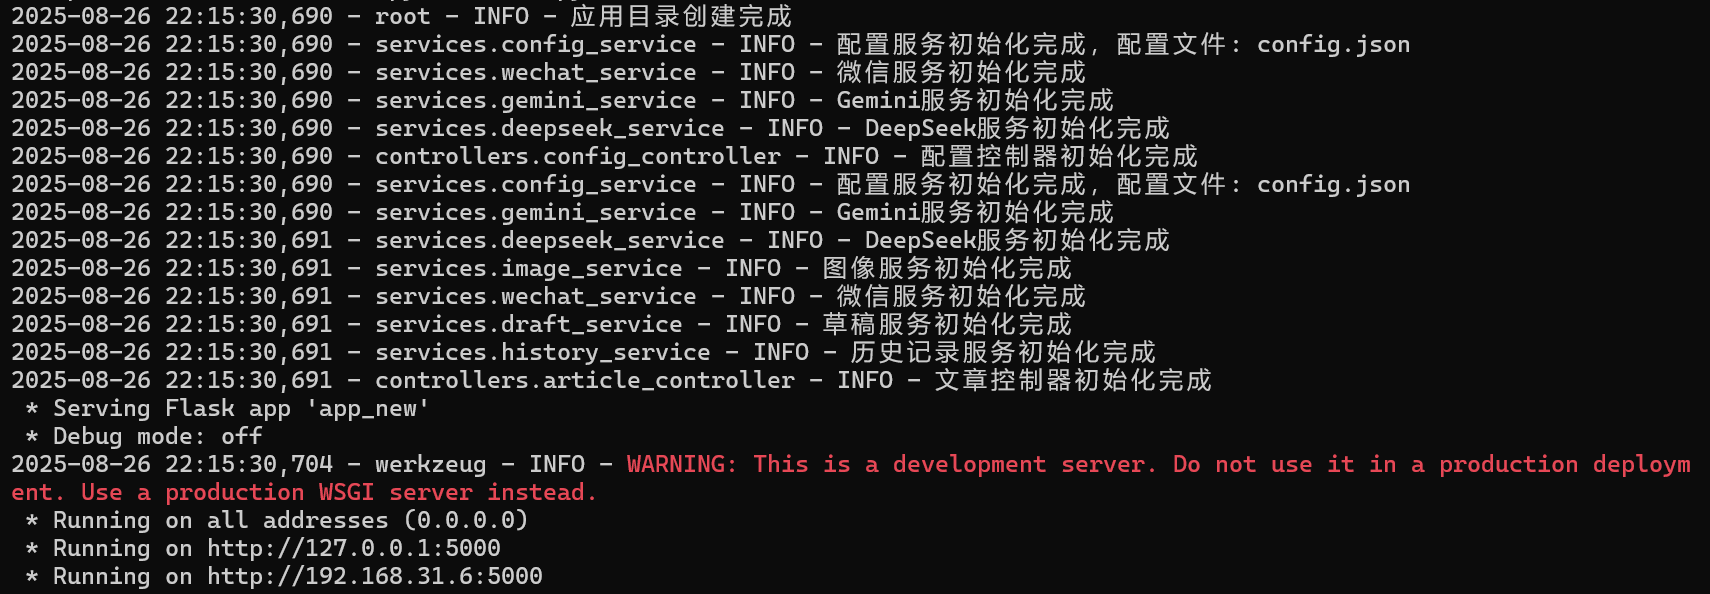 2025-08-26 22:15:30,690 - root - INFO - 应用目录创建完成
2025-08-26 22:15:30,690 - services.config_service - INFO - 配置服务初始化完成, 配置文件: config.json
2025-08-26 22:15:30,690 - services.wechat_service - INFO - 微信服务初始化完成
2025-08-26 22:15:30,690 - services.gemini_service - INFO - Gemini服务初始化完成
2025-08-26 22:15:30,690 - services.deepseek_service - INFO - DeepSeek服务初始化完成
2025-08-26 22:15:30,690 - controllers.config_controller - INFO - 配置控制器初始化完成
2025-08-26 22:15:30,690 - services.config_service - INFO - 配置服务初始化完成, 配置文件: config.json
2025-08-26 22:15:30,690 - services.gemini_service - INFO - Gemini服务初始化完成
2025-08-26 22:15:30,691 - services.deepseek_service - INFO - DeepSeek服务初始化完成
2025-08-26 22:15:30,691 - services.image_service - INFO - 图像服务初始化完成
2025-08-26 22:15:30,691 - services.wechat_service - INFO - 微信服务初始化完成
2025-08-26 22:15:30,691 - services.draft_service - INFO - 草稿服务初始化完成
2025-08-26 22:15:30,691 - services.history_service - INFO - 历史记录服务初始化完成
2025-08-26 22:15:30,691 - controllers.article_controller - INFO - 文章控制器初始化完成
 * Serving Flask app 'app_new'
 * Debug mode: off
2025-08-26 22:15:30,704 - werkzeug - INFO - WARNING: This is a development server. Do not use it in a production deploym
ent. Use a production WSGI server instead.
 * Running on all addresses (0.0.0.0)
 * Running on http://127.0.0.1:5000
 * Running on http://192.168.31.6:5000